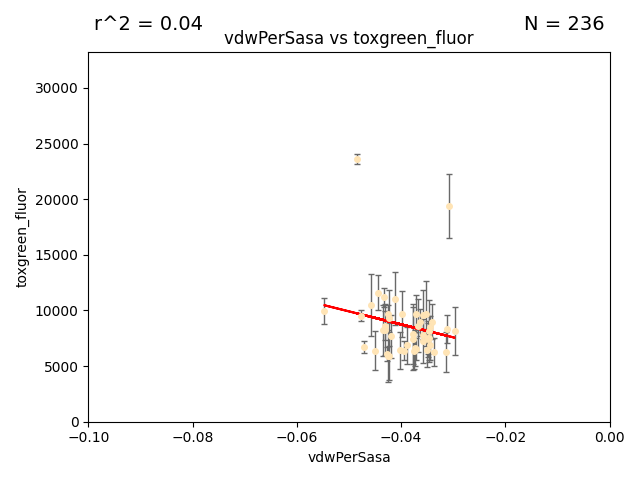 r^2 = 0.04
N = 236
vdwPerSasa vs toxgreen_fluor
30000
25000
20000
15000
10000
5000
0
toxgreen_fluor
−0.10
−0.08
−0.06
−0.04
−0.02
0.00
vdwPerSasa